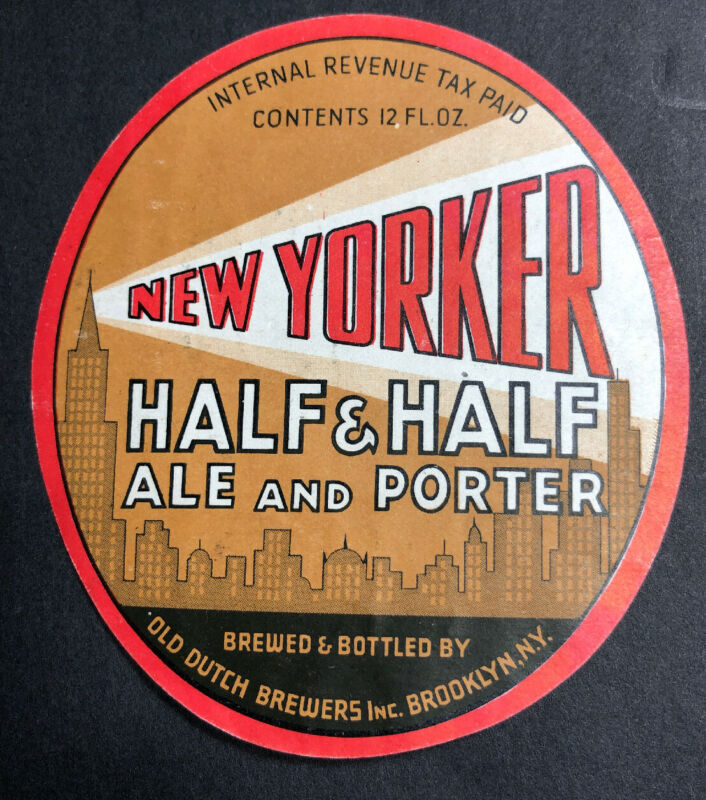 INTERNAL REVENUE TAX PAID
CONTENTS 12 FL.OZ.
NEW YORKER
HALF & HALF
ALE AND PORTER
BREWED & BOTTLED BY
OLD DUTCH BREWERS INC. BROOKLYN, N.Y.